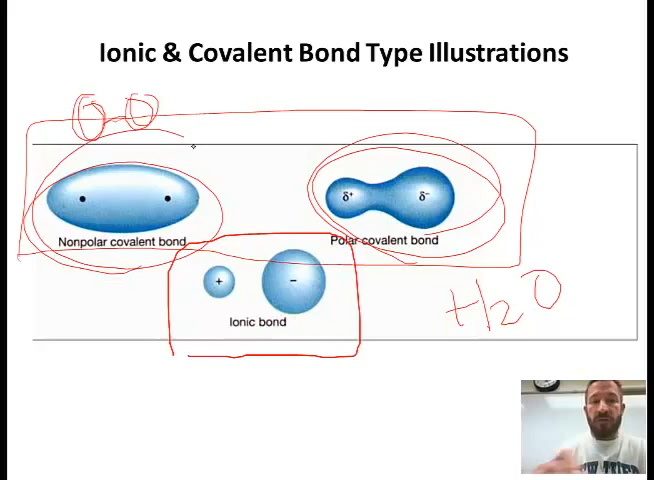 Ionic & Covalent Bond Type Illustrations
O-O
δ+ δ-
Nonpolar covalent bond Polar covalent bond
+ -
Ionic bond
H2O